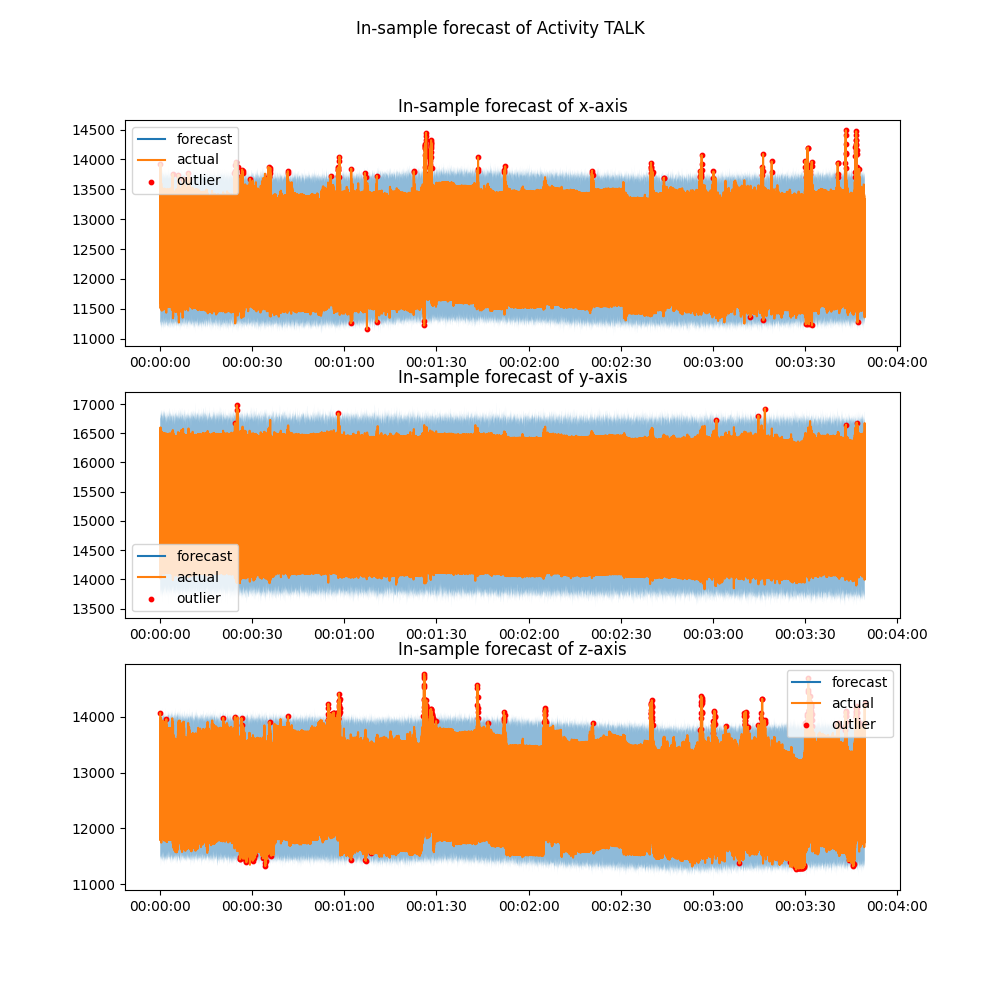 In-sample forecast of Activity TALK
In-sample forecast of x-axis
14500
14000
13500
13000
12500
12000
11500
11000
forecast
actual
outlier
00:00:00 00:00:30 00:01:00 00:01:30 00:02:00 00:02:30 00:03:00 00:03:30 00:04:00
In-sample forecast of y-axis
17000
16500
16000
15500
15000
14500
14000
13500
forecast
actual
outlier
00:00:00 00:00:30 00:01:00 00:01:30 00:02:00 00:02:30 00:03:00 00:03:30 00:04:00
In-sample forecast of z-axis
14000
13000
12000
11000
forecast
actual
outlier
00:00:00 00:00:30 00:01:00 00:01:30 00:02:00 00:02:30 00:03:00 00:03:30 00:04:00